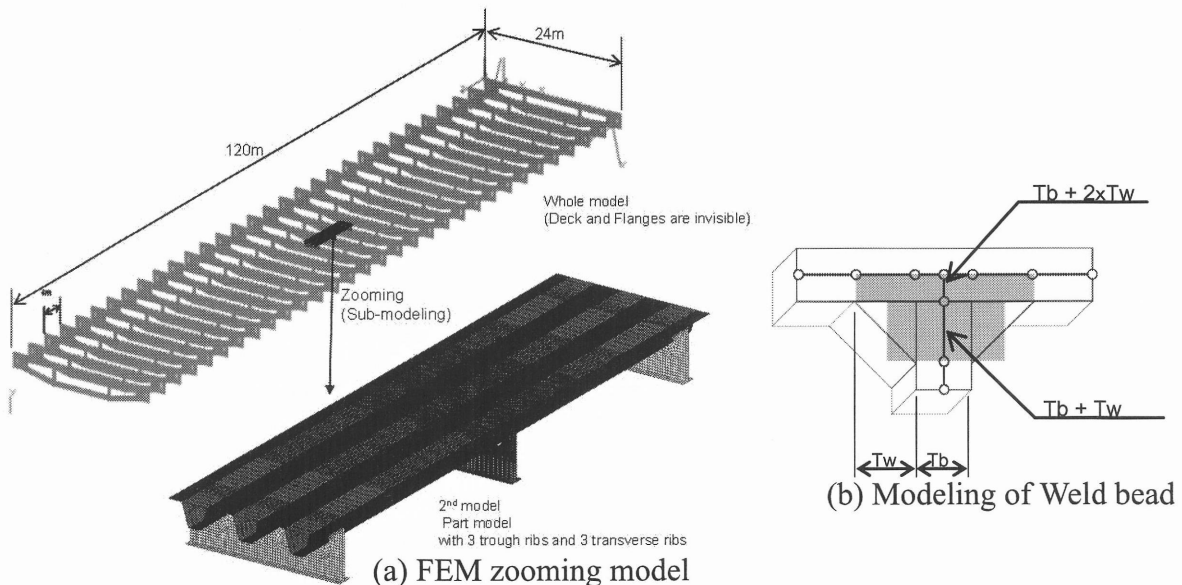 24m
120m
Whole model
(Deck and Flanges are invisible)
Zooming
(Sub-modeling)
2nd model
Part model
with 3 trough ribs and 3 transverse ribs
(a) FEM zooming model
Tb + 2xTw
Tb + Tw
Tw
Tb
(b) Modeling of Weld bead